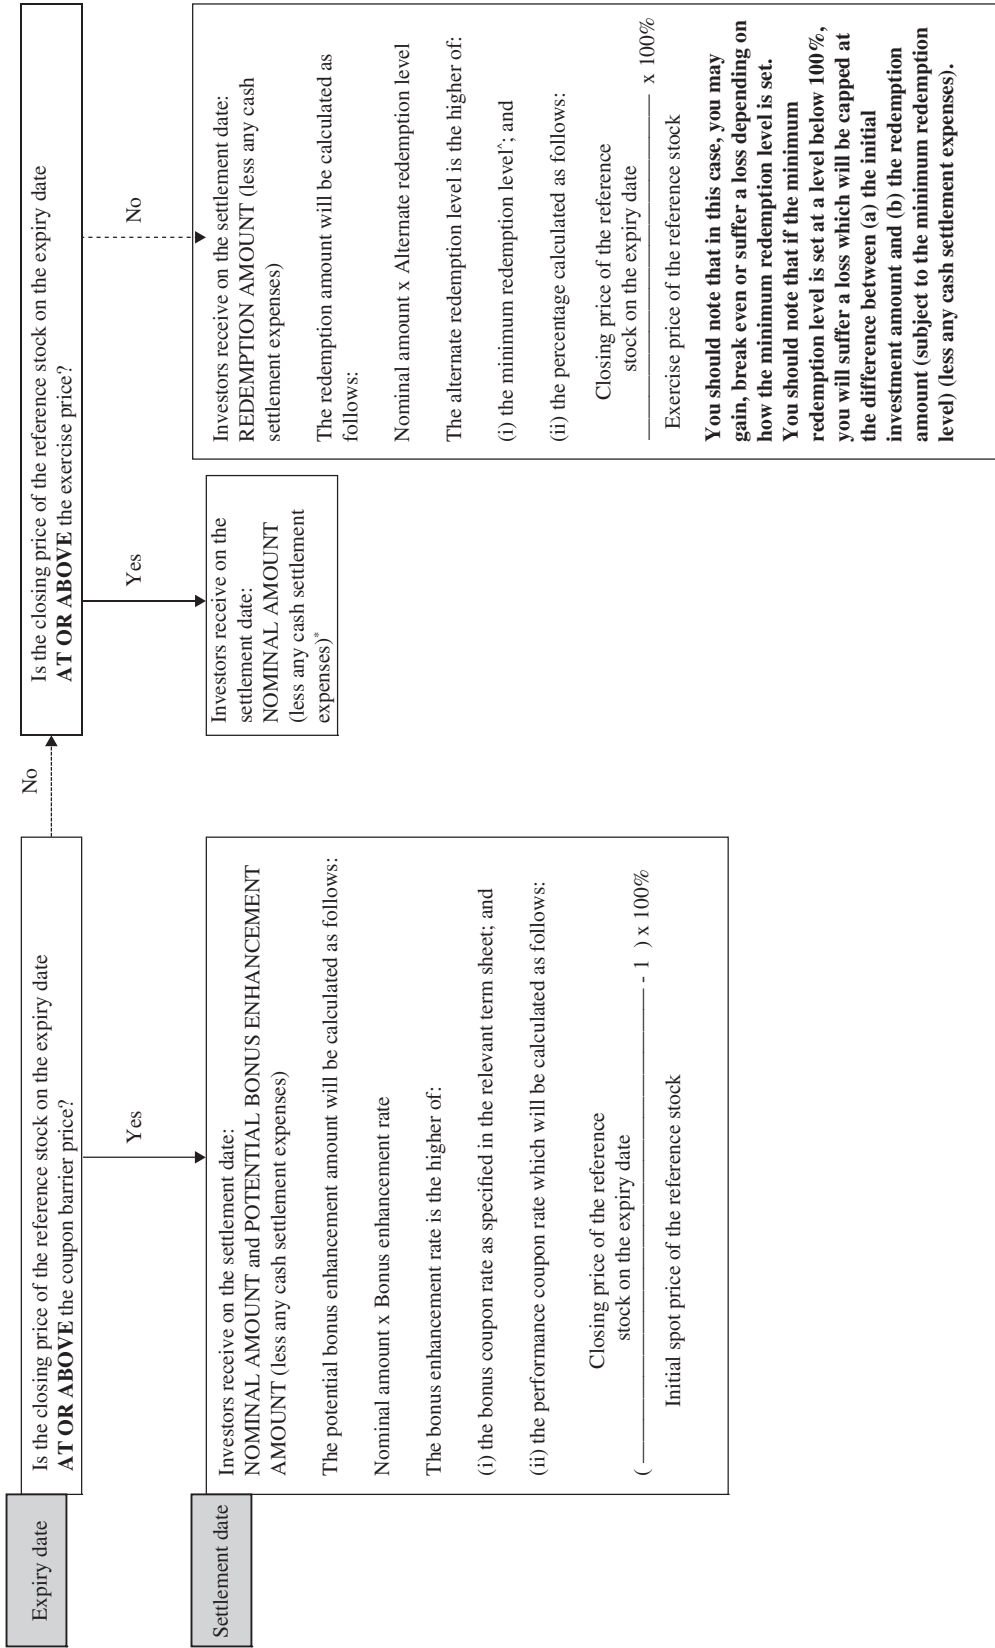 Expiry date
Is the closing price of the reference stock on the expiry date
AT OR ABOVE the coupon barrier price?
No
Is the closing price of the reference stock on the expiry date
AT OR ABOVE the exercise price?
Yes
Yes
No
Settlement date
Investors receive on the settlement date:
NOMINAL AMOUNT and POTENTIAL BONUS ENHANCEMENT
AMOUNT (less any cash settlement expenses)
The potential bonus enhancement amount will be calculated as follows:
Nominal amount x Bonus enhancement rate
The bonus enhancement rate is the higher of:
(i) the bonus coupon rate as specified in the relevant term sheet; and
(ii) the performance coupon rate which will be calculated as follows:
Closing price of the reference
stock on the expiry date
( - 1 ) x 100%
Initial spot price of the reference stock
Investors receive on the
settlement date:
NOMINAL AMOUNT
(less any cash settlement
expenses)*
Investors receive on the settlement date:
REDEMPTION AMOUNT (less any cash
settlement expenses)
The redemption amount will be calculated as
follows:
Nominal amount x Alternate redemption level
The alternate redemption level is the higher of:
(i) the minimum redemption level^; and
(ii) the percentage calculated as follows:
Closing price of the reference
stock on the expiry date
x 100%
Exercise price of the reference stock
You should note that in this case, you may
gain, break even or suffer a loss depending on
how the minimum redemption level is set.
You should note that if the minimum
redemption level is set at a level below 100%,
you will suffer a loss which will be capped at
the difference between (a) the initial
investment amount and (b) the redemption
amount (subject to the minimum redemption
level) (less any cash settlement expenses).